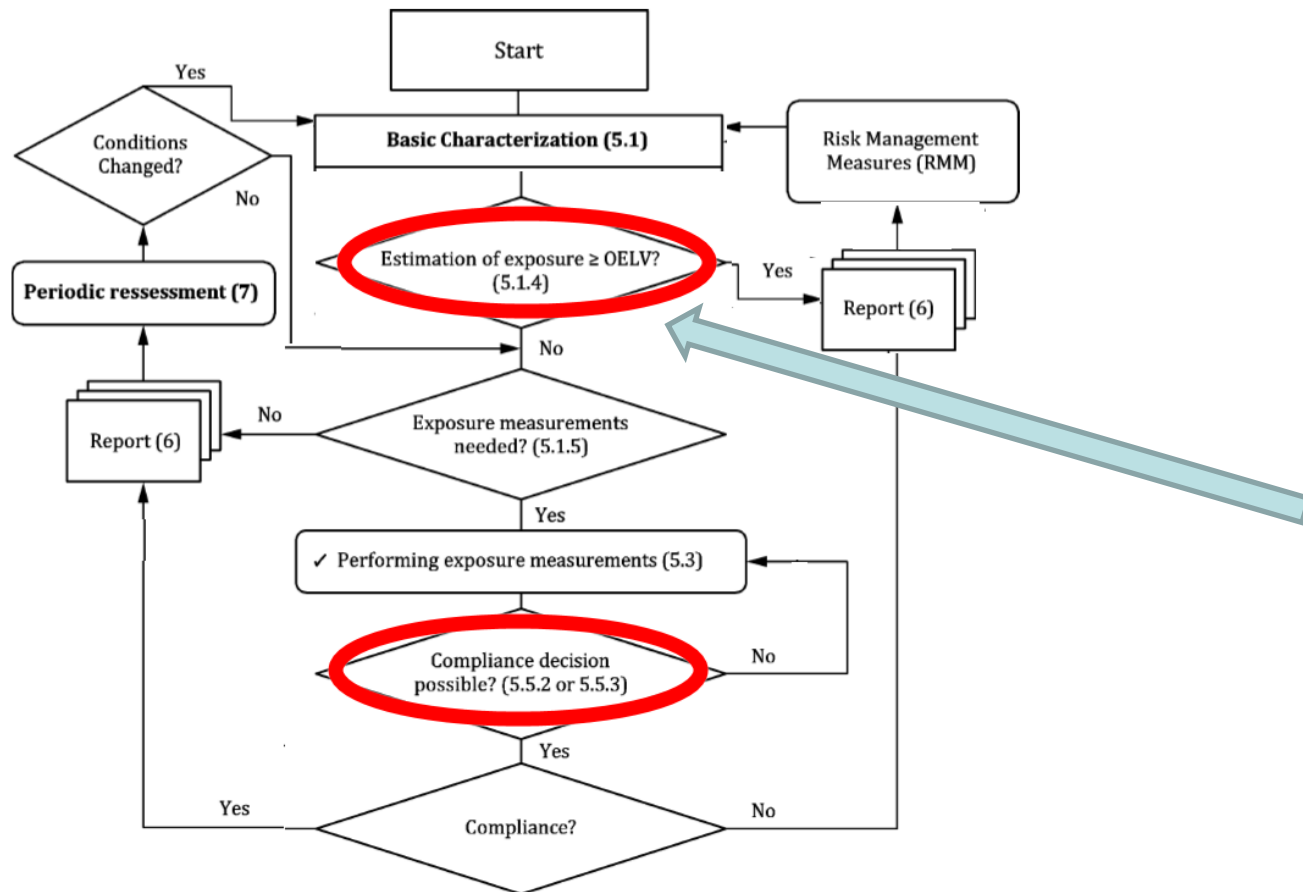 Start
Yes
Basic Characterization (5.1)
Conditions
Changed?
Risk Management
Measures (RMM)
No
Estimation of exposure ≥ OELV?
(5.1.4)
Yes
Periodic ressessment (7)
Report (6)
No
Exposure measurements
needed? (5.1.5)
No
Report (6)
Yes
✓ Performing exposure measurements (5.3)
Compliance decision
possible? (5.5.2 or 5.5.3)
No
Yes
Yes
Compliance?
No